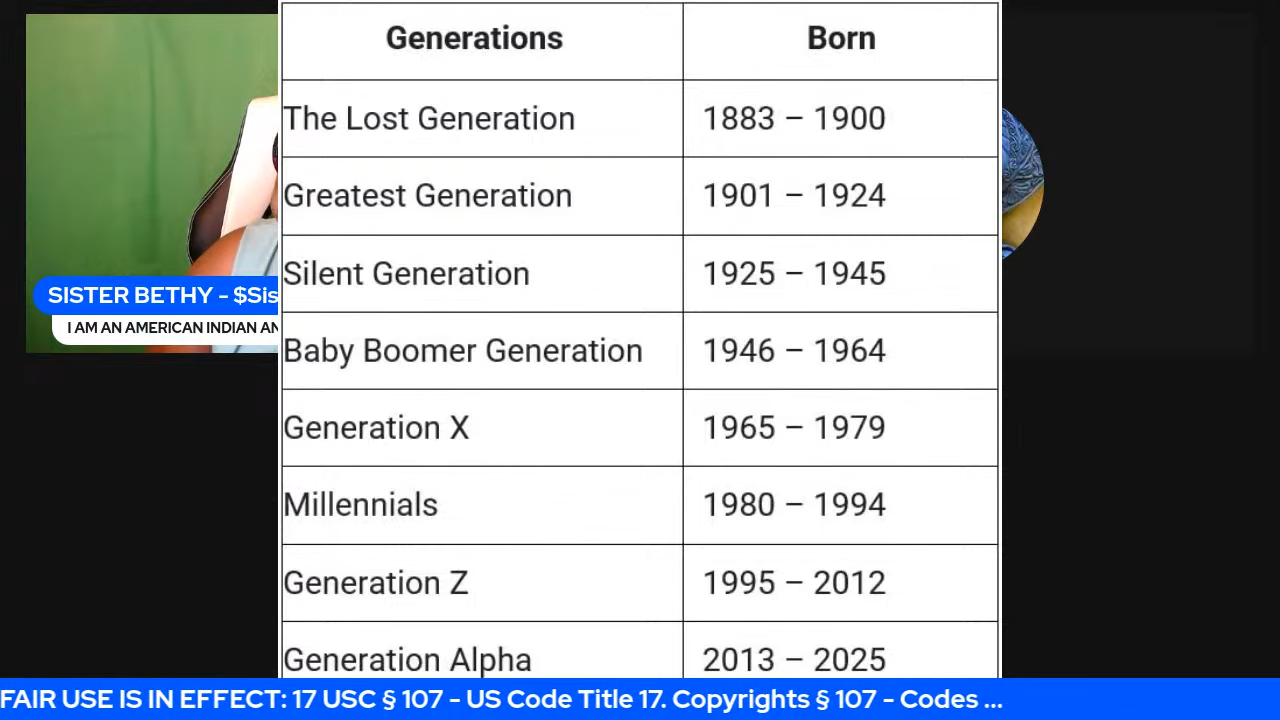 Generations Born
The Lost Generation 1883 – 1900
Greatest Generation 1901 – 1924
Silent Generation 1925 – 1945
Baby Boomer Generation 1946 – 1964
Generation X 1965 – 1979
Millennials 1980 – 1994
Generation Z 1995 – 2012
Generation Alpha 2013 – 2025
SISTER BETHY - $Sis
I AM AN AMERICAN INDIAN AN
FAIR USE IS IN EFFECT: 17 USC § 107 - US Code Title 17. Copyrights § 107 - Codes ...